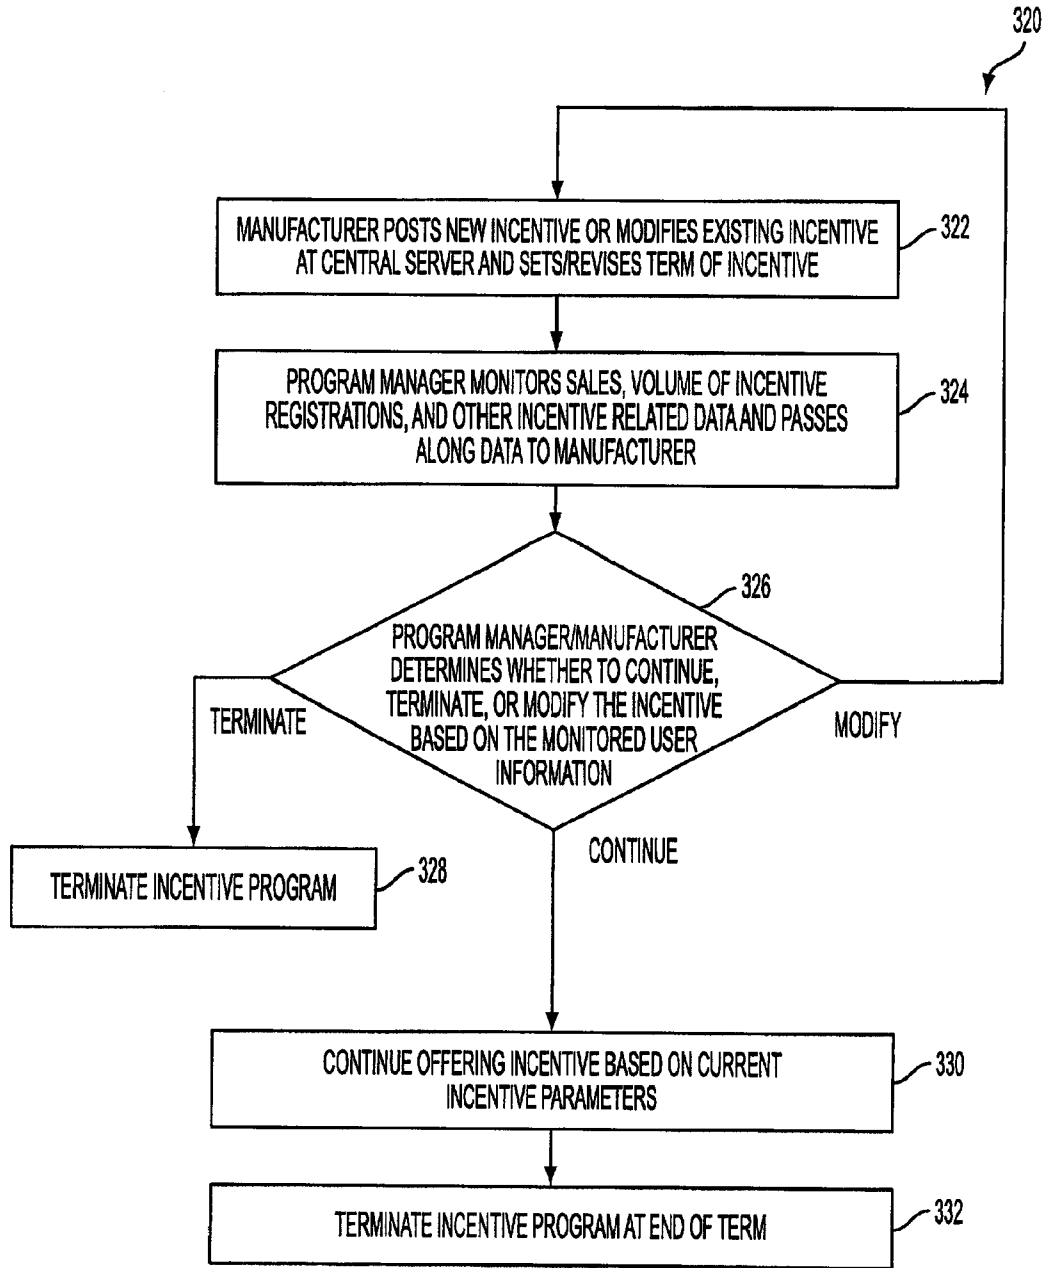 320
MANUFACTURER POSTS NEW INCENTIVE OR MODIFIES EXISTING INCENTIVE
AT CENTRAL SERVER AND SETS/REVISES TERM OF INCENTIVE
322
PROGRAM MANAGER MONITORS SALES, VOLUME OF INCENTIVE
REGISTRATIONS, AND OTHER INCENTIVE RELATED DATA AND PASSES
ALONG DATA TO MANUFACTURER
324
326
PROGRAM MANAGER/MANUFACTURER
DETERMINES WHETHER TO CONTINUE,
TERMINATE, OR MODIFY THE INCENTIVE
BASED ON THE MONITORED USER
INFORMATION
TERMINATE
MODIFY
CONTINUE
TERMINATE INCENTIVE PROGRAM
328
CONTINUE OFFERING INCENTIVE BASED ON CURRENT
INCENTIVE PARAMETERS
330
TERMINATE INCENTIVE PROGRAM AT END OF TERM
332